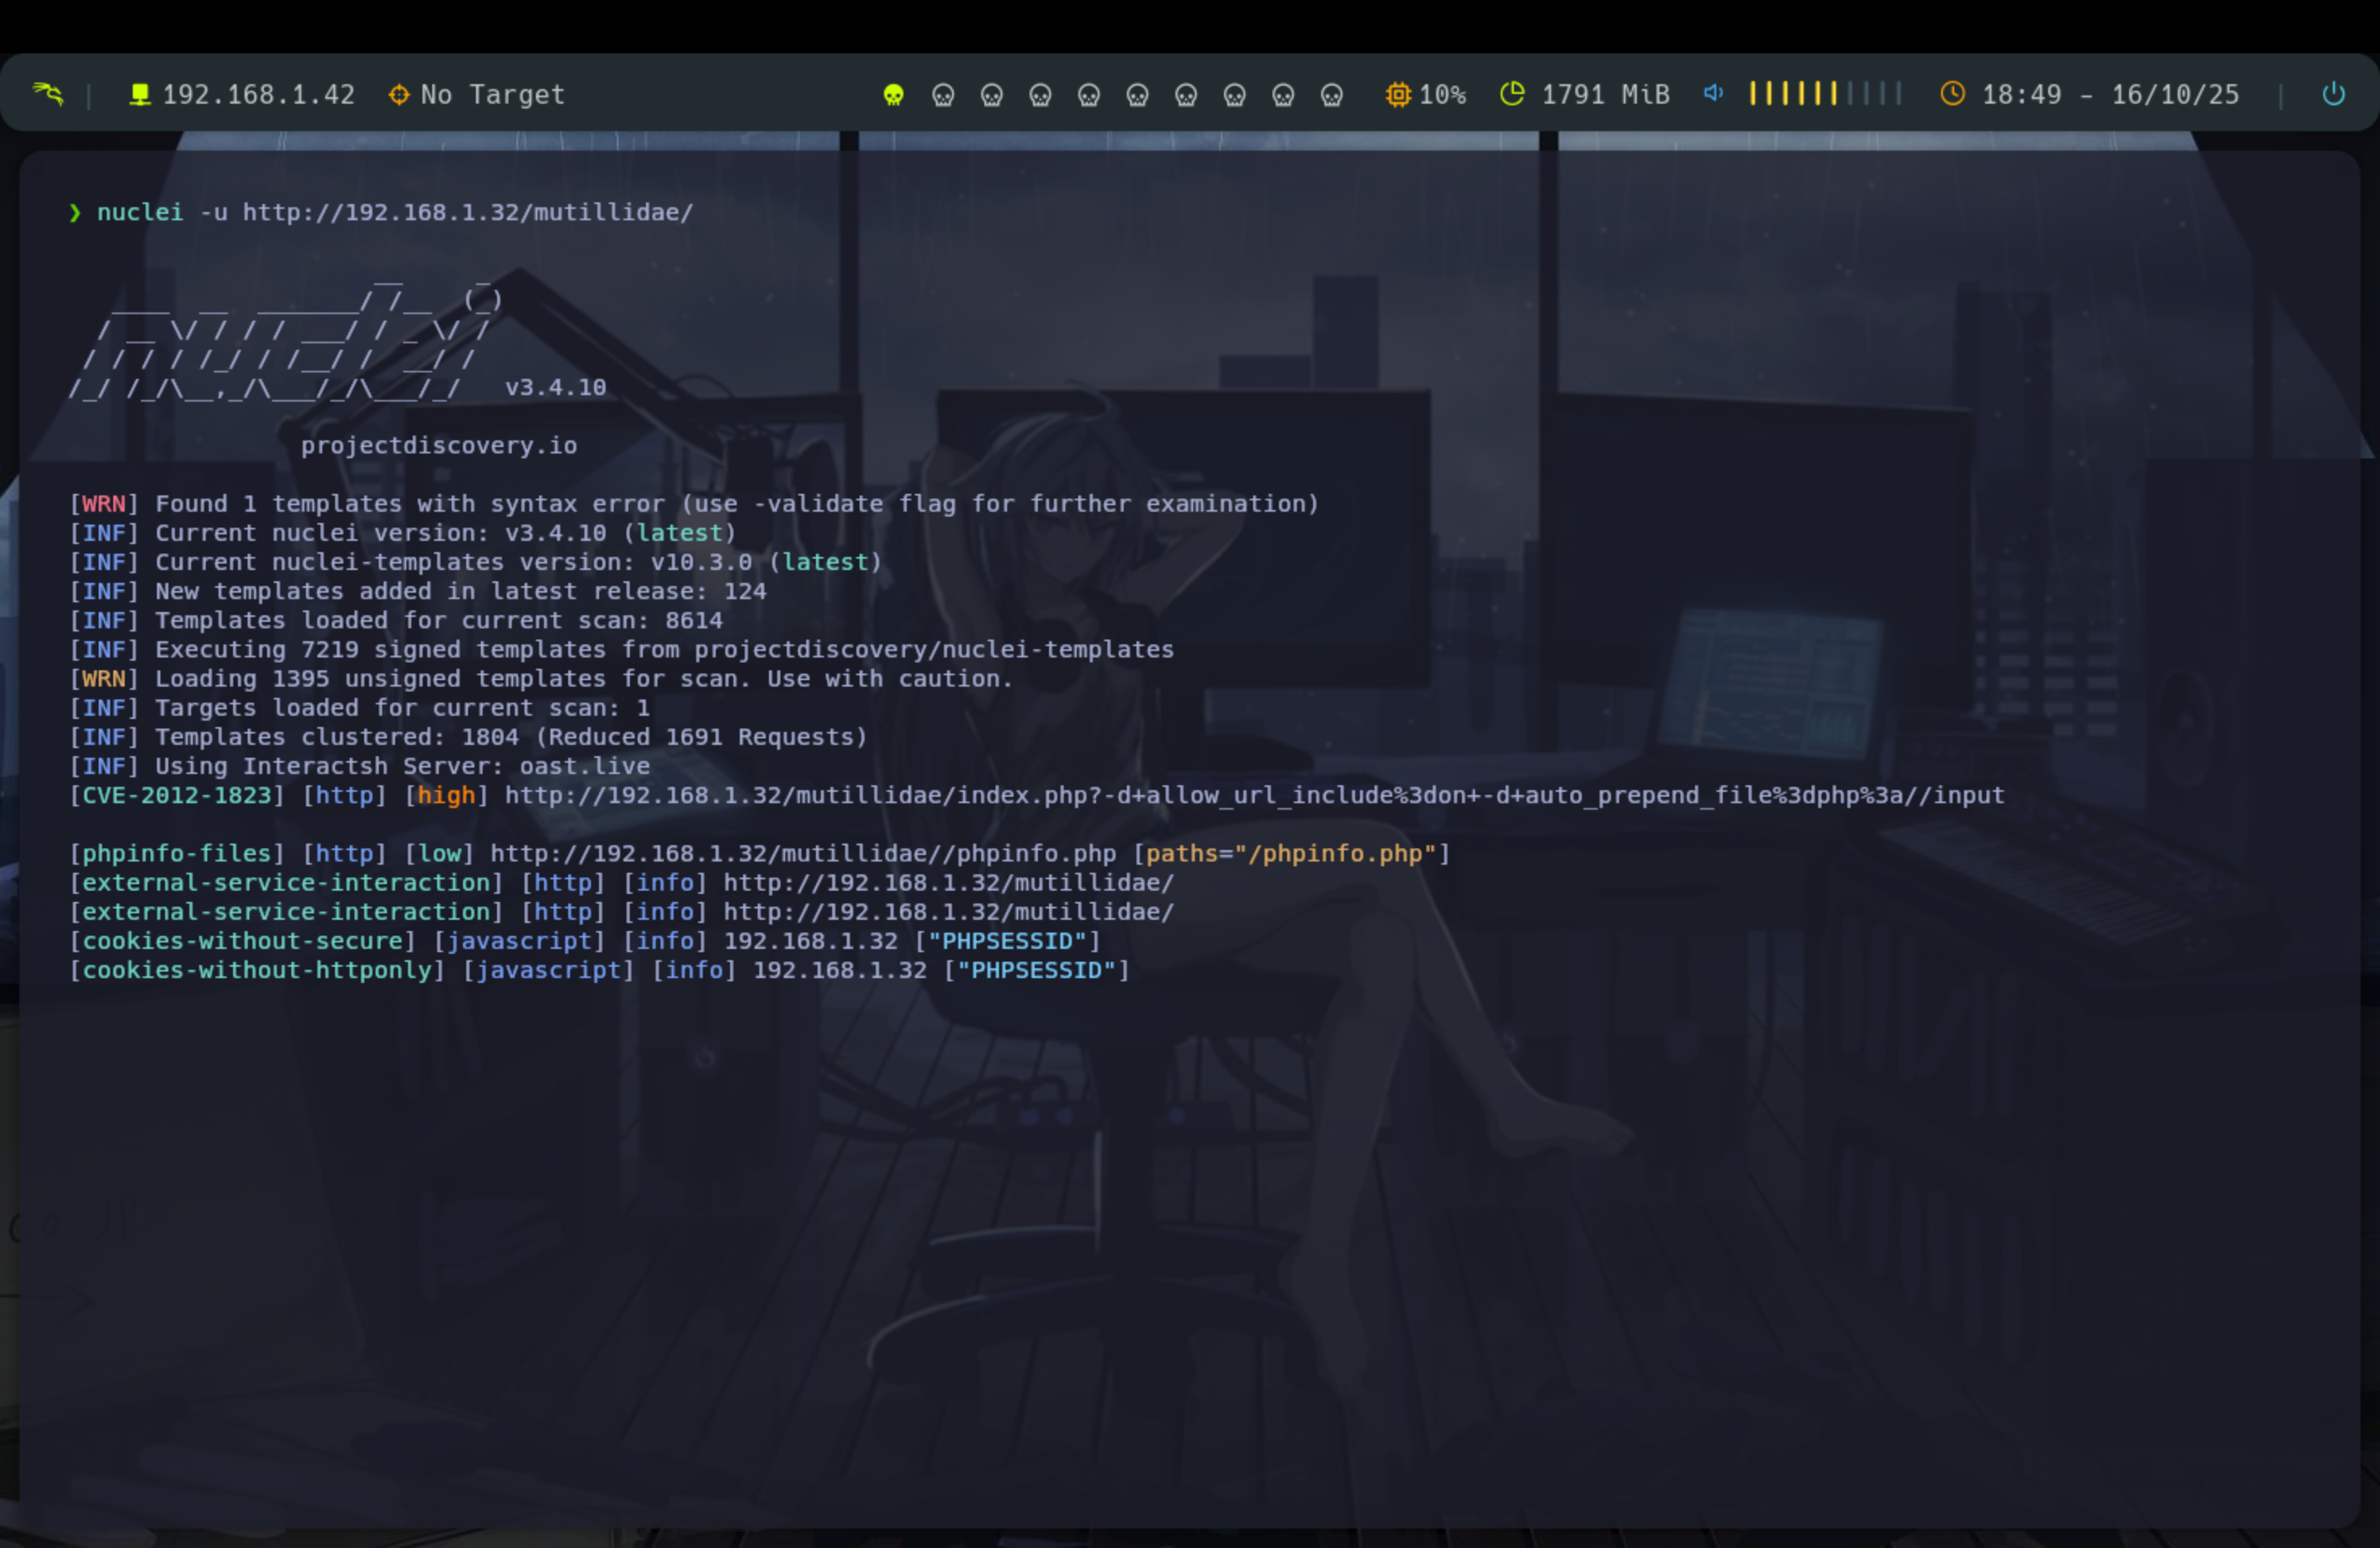 192.168.1.42 No Target 10% 1791 MiB 18:49 - 16/10/25
❯ nuclei -u http://192.168.1.32/mutillidae/
                     __     _
   ____  __  _______/ /__  (_)
  / __ \/ / / / ___/ / _ \/ /
 / / / / /_/ / /__/ /  __/ /
/_/ /_/\__,_/\___/_/\___/_/   v3.4.10
projectdiscovery.io
[WRN] Found 1 templates with syntax error (use -validate flag for further examination)
[INF] Current nuclei version: v3.4.10 (latest)
[INF] Current nuclei-templates version: v10.3.0 (latest)
[INF] New templates added in latest release: 124
[INF] Templates loaded for current scan: 8614
[INF] Executing 7219 signed templates from projectdiscovery/nuclei-templates
[WRN] Loading 1395 unsigned templates for scan. Use with caution.
[INF] Targets loaded for current scan: 1
[INF] Templates clustered: 1804 (Reduced 1691 Requests)
[INF] Using Interactsh Server: oast.live
[CVE-2012-1823] [http] [high] http://192.168.1.32/mutillidae/index.php?-d+allow_url_include%3don+-d+auto_prepend_file%3dphp%3a//input
[phpinfo-files] [http] [low] http://192.168.1.32/mutillidae//phpinfo.php [paths="/phpinfo.php"]
[external-service-interaction] [http] [info] http://192.168.1.32/mutillidae/
[external-service-interaction] [http] [info] http://192.168.1.32/mutillidae/
[cookies-without-secure] [javascript] [info] 192.168.1.32 ["PHPSESSID"]
[cookies-without-httponly] [javascript] [info] 192.168.1.32 ["PHPSESSID"]